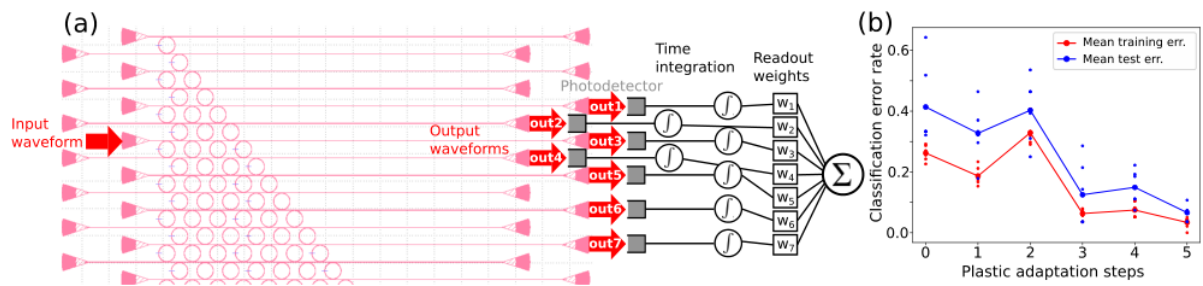 (a)
Input
waveform
Output
waveforms
Photodetector
out1
out2
out3
out4
out5
out6
out7
Time
integration
∫
∫
∫
∫
∫
∫
∫
Readout
weights
w1
w2
w3
w4
w5
w6
w7
Σ
(b)
Classification error rate
0.6
0.4
0.2
0.0
Mean training err.
Mean test err.
0 1 2 3 4 5
Plastic adaptation steps